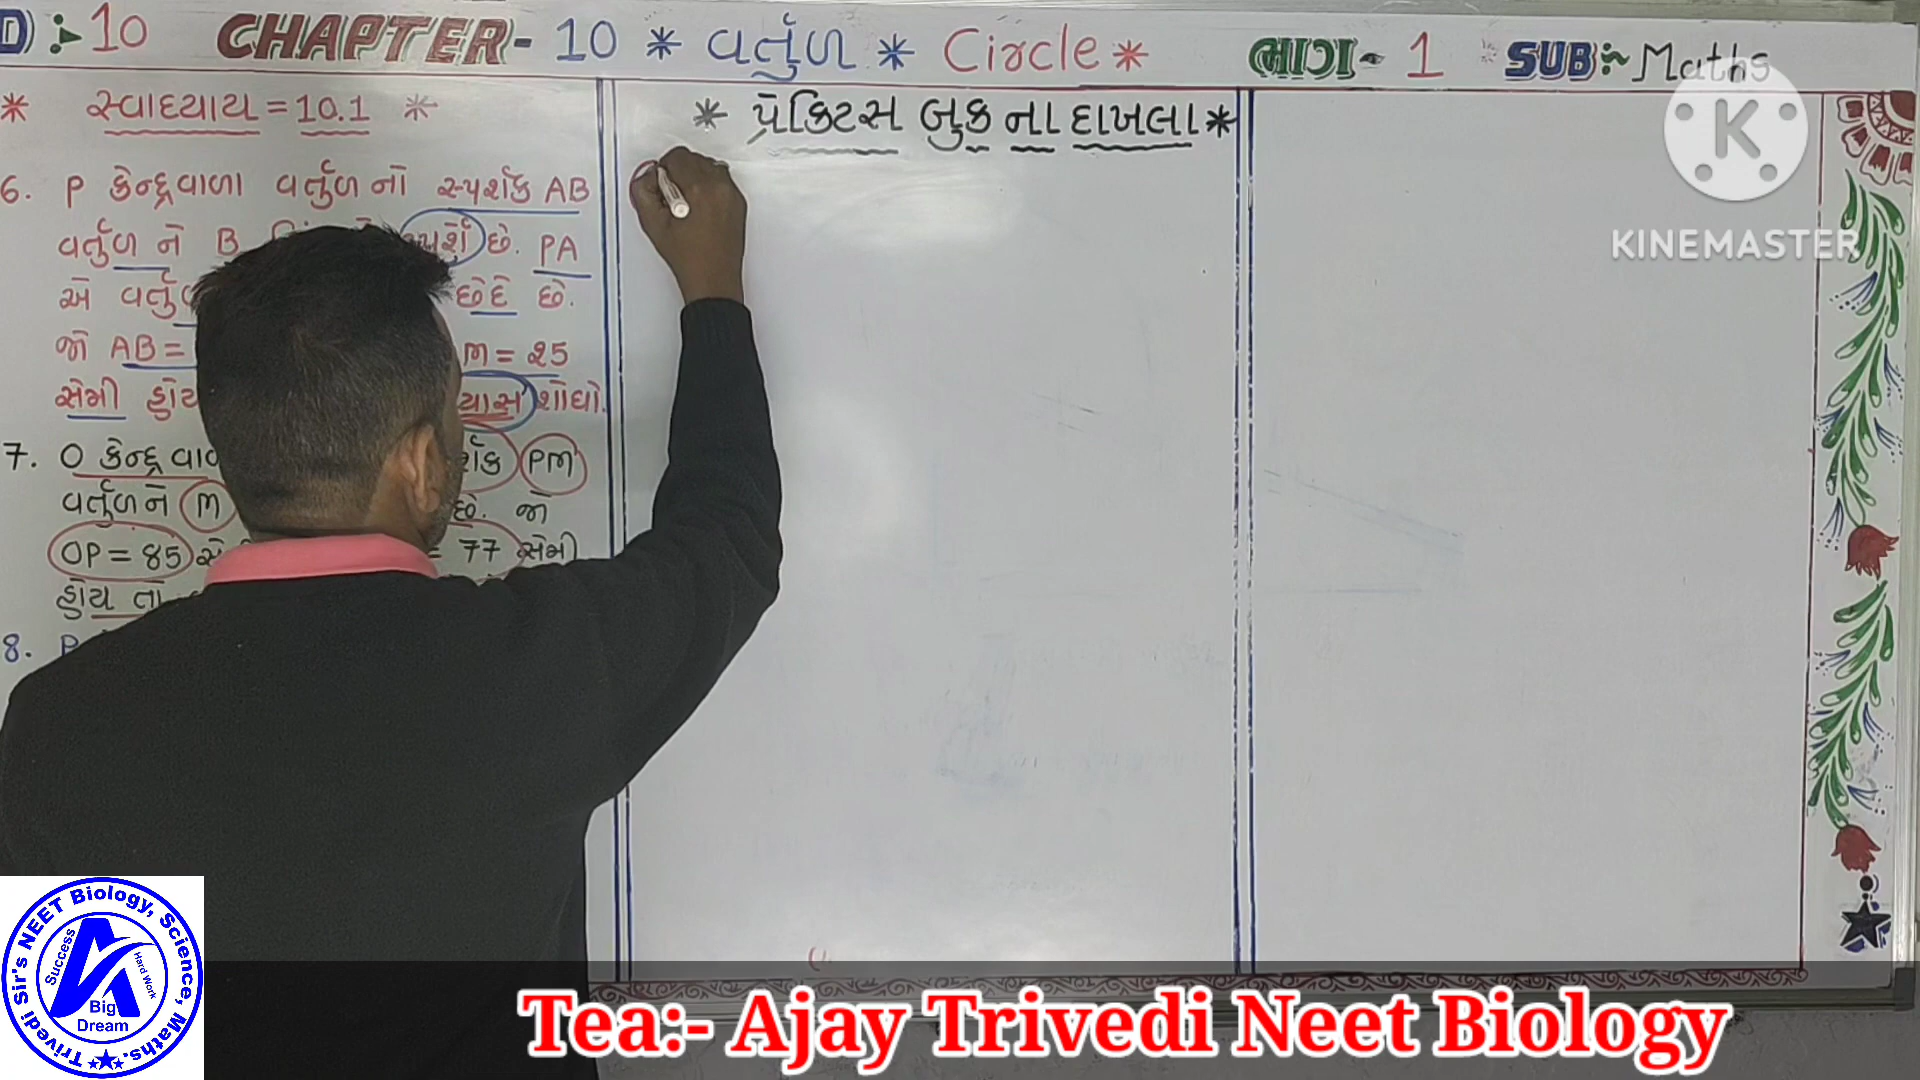 D) :- 10 CHAPTER- 10 * વર્તુળ * Circle * ભાગ- 1 SUB:~ Maths
* સ્વાધ્યાય = 10.1 *
6. P કેન્દ્રવાળા વર્તુળનો સ્પર્શક AB
વર્તુળ ને B છે. PA
એ છેદે છે.
જો AB = = 25
સેમી હોય શોધો.
7. O કેન્દ્ર PM
વર્તુળને M છે. જો
OP = 85 = 77 સેમી
હોય તો
8. P
* પ્રેક્ટિસ બુક ના દાખલા *
K
KINEMASTER
Trivedi Sir's NEET Biology, Science, Maths.
Success
Hard Work
Big
Dream
Tea:- Ajay Trivedi Neet Biology